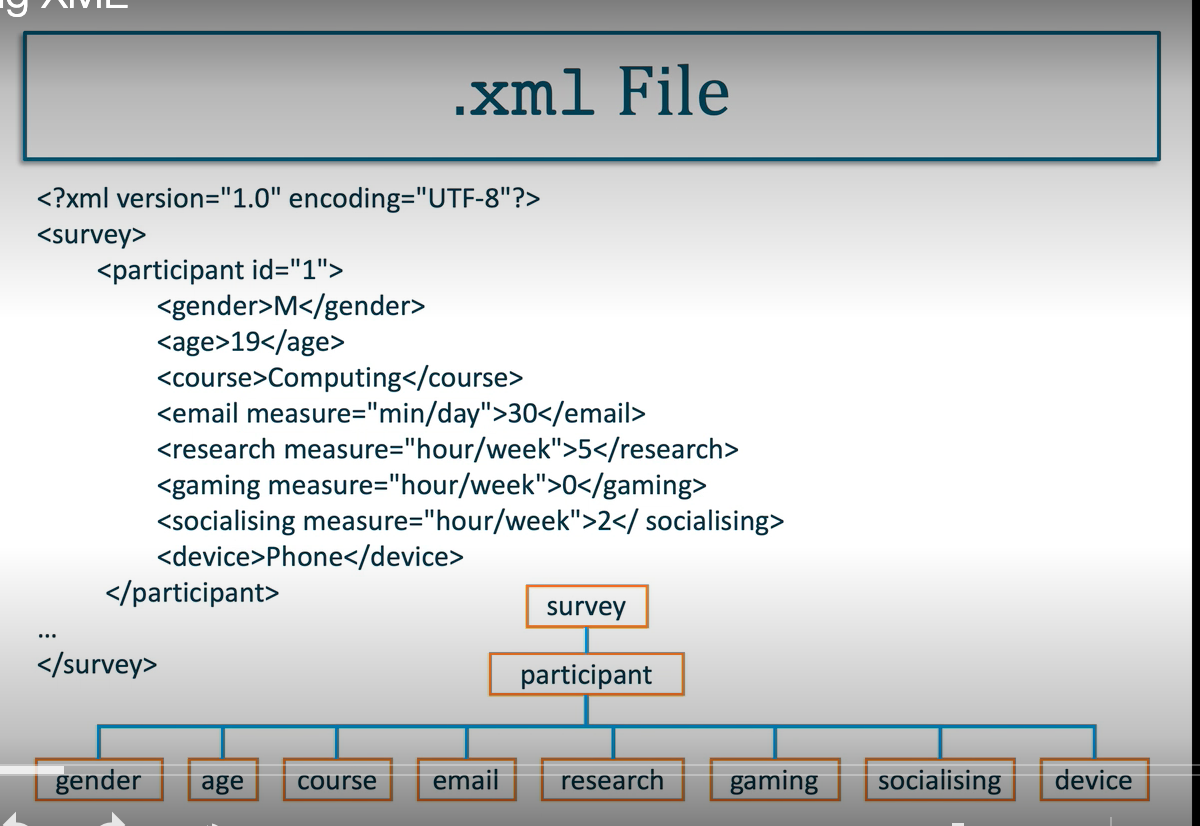 .xml File
<?xml version="1.0" encoding="UTF-8"?>
<survey>
<participant id="1">
<gender>M</gender>
<age>19</age>
<course>Computing</course>
<email measure="min/day">30</email>
<research measure="hour/week">5</research>
<gaming measure="hour/week">0</gaming>
<socialising measure="hour/week">2</ socialising>
<device>Phone</device>
</participant>
...
</survey>
survey
participant
gender age course email research gaming socialising device